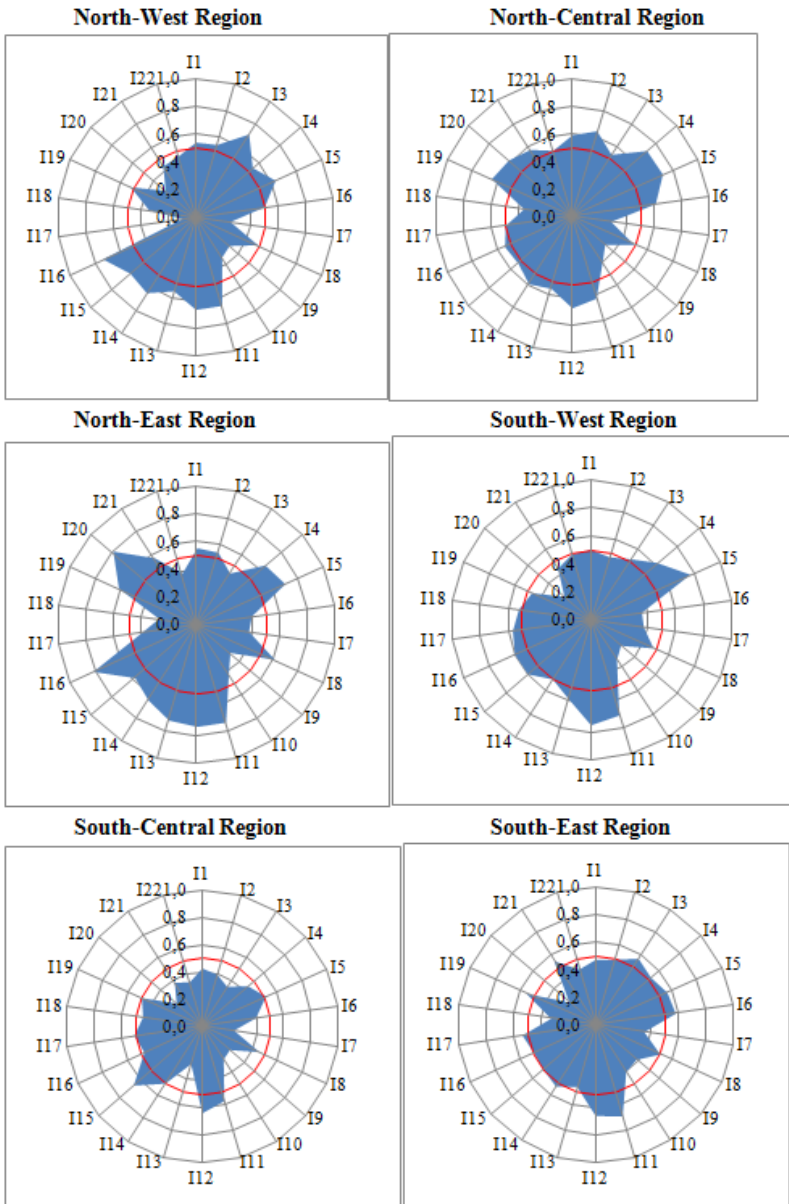 North-West Region
I1
I2
I3
I4
I5
I6
I7
I8
I9
I10
I11
I12
I13
I14
I15
I16
I17
I18
I19
I20
I21
I22
1,0
0,8
0,6
0,4
0,2
0,0
North-Central Region
I1
I2
I3
I4
I5
I6
I7
I8
I9
I10
I11
I12
I13
I14
I15
I16
I17
I18
I19
I20
I21
I22
1,0
0,8
0,6
0,4
0,2
0,0
North-East Region
I1
I2
I3
I4
I5
I6
I7
I8
I9
I10
I11
I12
I13
I14
I15
I16
I17
I18
I19
I20
I21
I22
1,0
0,8
0,6
0,4
0,2
0,0
South-West Region
I1
I2
I3
I4
I5
I6
I7
I8
I9
I10
I11
I12
I13
I14
I15
I16
I17
I18
I19
I20
I21
I22
1,0
0,8
0,6
0,4
0,2
0,0
South-Central Region
I1
I2
I3
I4
I5
I6
I7
I8
I9
I10
I11
I12
I13
I14
I15
I16
I17
I18
I19
I20
I21
I22
1,0
0,8
0,6
0,4
0,2
0,0
South-East Region
I1
I2
I3
I4
I5
I6
I7
I8
I9
I10
I11
I12
I13
I14
I15
I16
I17
I18
I19
I20
I21
I22
1,0
0,8
0,6
0,4
0,2
0,0